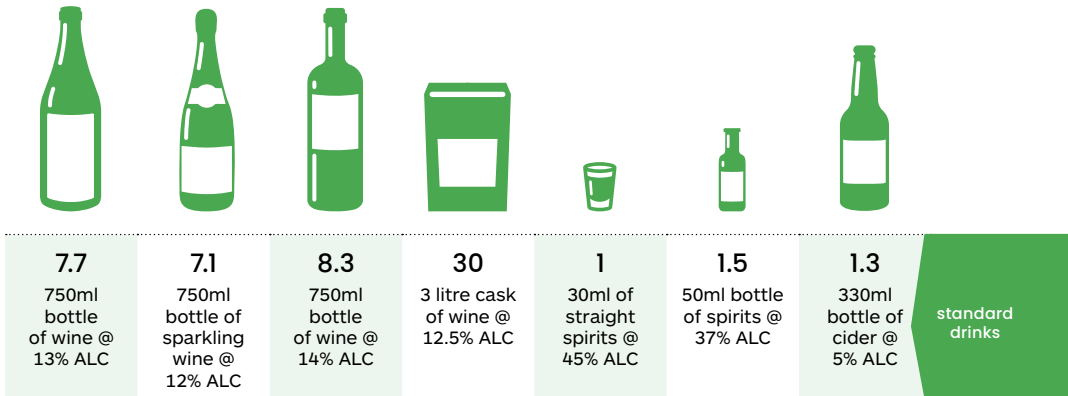 7.7
750ml
bottle
of wine @
13% ALC
7.1
750ml
bottle of
sparkling
wine @
12% ALC
8.3
750ml
bottle
of wine @
14% ALC
30
3 litre cask
of wine @
12.5% ALC
1
30ml of
straight
spirits @
45% ALC
1.5
50ml bottle
of spirits @
37% ALC
1.3
330ml
bottle of
cider @
5% ALC
standard
drinks